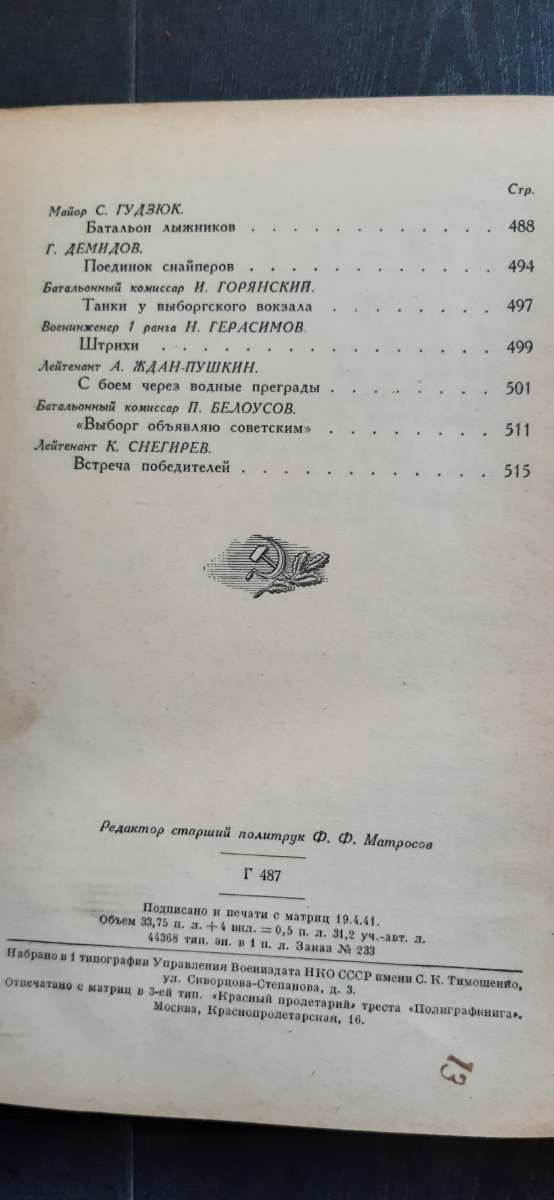 Стр.
Майор С. ГУДЗЮК.
Батальон лыжников . . . . . . . . . . . . . 488
Г. ДЕМИДОВ.
Поединок снайперов . . . . . . . . . . . . . 494
Батальонный комиссар И. ГОРЯНСКИЙ.
Танки у выборгского вокзала . . . . . . . . 497
Военинженер 1 ранга Н. ГЕРАСИМОВ.
Штрихи . . . . . . . . . . . . . . . . . . 499
Лейтенант А. ЖДАН-ПУШКИН.
С боем через водные преграды . . . . . . . . 501
Батальонный комиссар П. БЕЛОУСОВ.
«Выборг объявляю советским» . . . . . . . . 511
Лейтенант К. СНЕГИРЕВ.
Встреча победителей . . . . . . . . . . . . . 515
Редактор старший политрук Ф. Ф. Матросов
Г 487
Подписано к печати с матриц 19.4.41.
Объем 33,75 п. л. + 4 вкл. = 0,5 п. л. 31,2 уч.-авт. л.
44368 тип. зн. в 1 п. л. Заказ № 233
Набрано в 1 типографии Управления Воениздата НКО СССР имени С. К. Тимошенко,
ул. Скворцова-Степанова, д. 3.
Отпечатано с матриц в 3-ей тип. «Красный пролетарий» треста «Полиграфкнига».
Москва, Краснопролетарская, 16.
13